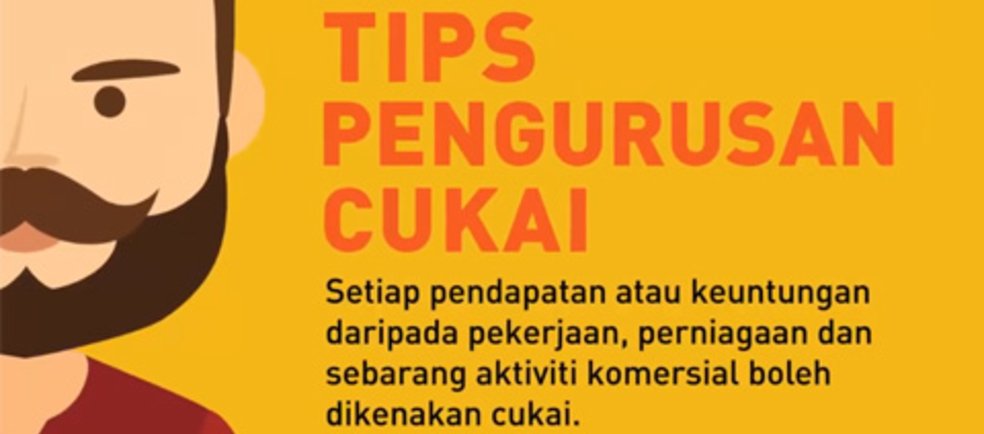 TIPS
PENGURUSAN
CUKAI
Setiap pendapatan atau keuntungan
daripada pekerjaan, perniagaan dan
sebarang aktiviti komersial boleh
dikenakan cukai.